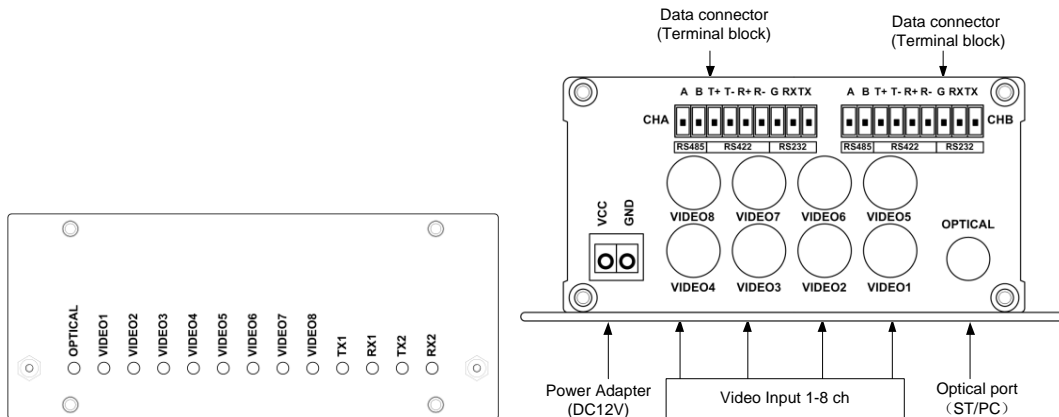 OPTICAL
VIDEO1
VIDEO2
VIDEO3
VIDEO4
VIDEO5
VIDEO6
VIDEO7
VIDEO8
TX1
RX1
TX2
RX2
Data connector
(Terminal block)
Data connector
(Terminal block)
A B T+ T- R+ R- G RX TX
A B T+ T- R+ R- G RX TX
CHA
CHB
RS485 RS422 RS232
RS485 RS422 RS232
VCC
GND
VIDEO8 VIDEO7 VIDEO6 VIDEO5
OPTICAL
VIDEO4 VIDEO3 VIDEO2 VIDEO1
Power Adapter
(DC12V)
Video Input 1-8 ch
Optical port
（ST/PC）